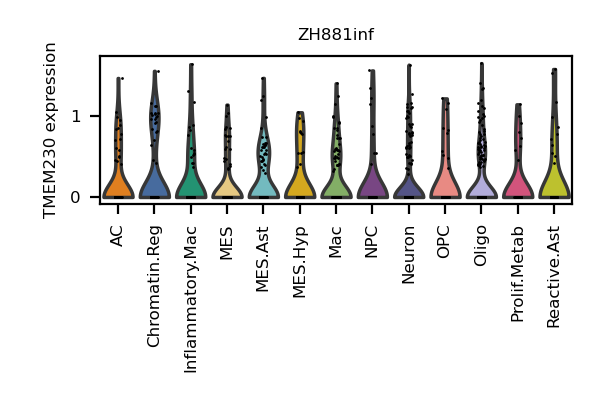 ZH881inf
TMEM230 expression
1
0
AC
Chromatin.Reg
Inflammatory.Mac
MES
MES.Ast
MES.Hyp
Mac
NPC
Neuron
OPC
Oligo
Prolif.Metab
Reactive.Ast